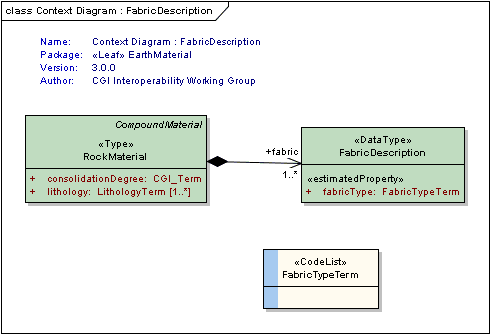 class Context Diagram : FabricDescription
Name: Context Diagram : FabricDescription
Package: «Leaf» EarthMaterial
Version: 3.0.0
Author: CGI Interoperability Working Group
CompoundMaterial
«Type»
RockMaterial
+ consolidationDegree: CGI_Term
+ lithology: LithologyTerm [1..*]
+fabric
1..*
«DataType»
FabricDescription
«estimatedProperty»
+ fabricType: FabricTypeTerm
«CodeList»
FabricTypeTerm